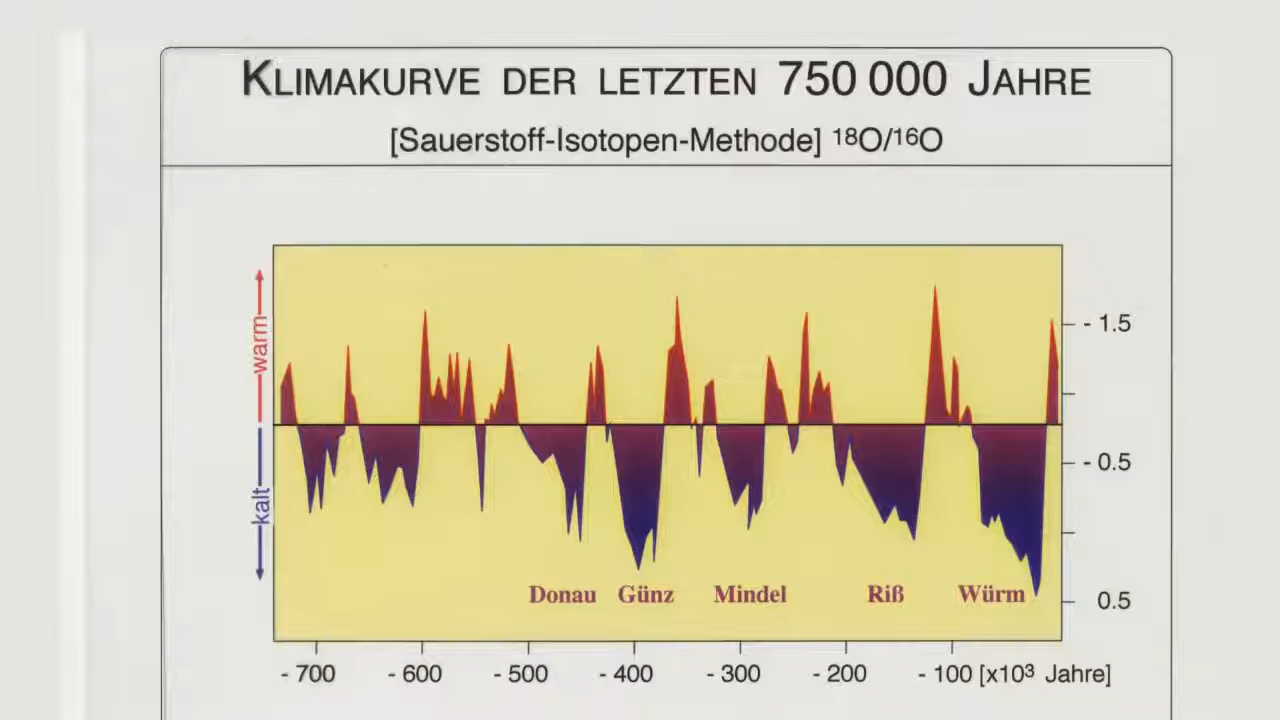 KLIMAKURVE DER LETZTEN 750 000 JAHRE
[Sauerstoff-Isotopen-Methode] ¹⁸O/¹⁶O
warm
kalt
- 1.5
- 0.5
0.5
Donau Günz Mindel Riß Würm
- 700 - 600 - 500 - 400 - 300 - 200 - 100 [x10³ Jahre]